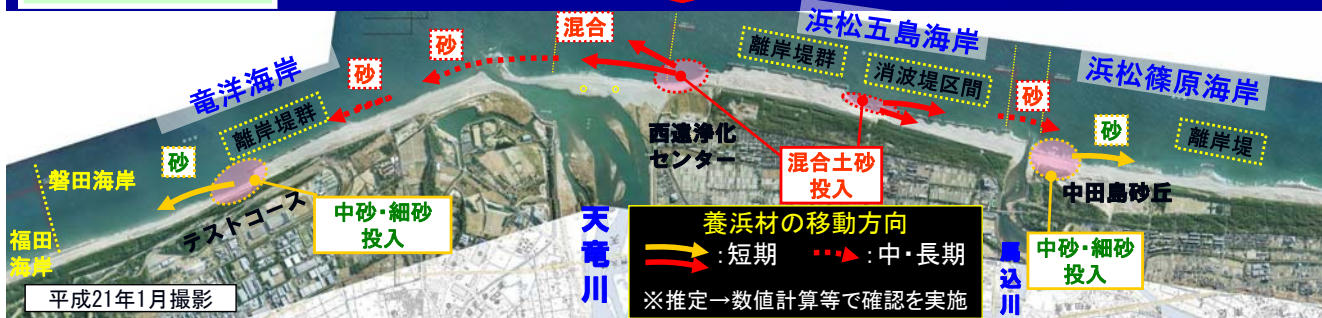 混合
浜松五島海岸
砂
離岸堤群
浜松篠原海岸
砂
消波堤区間
竜洋海岸
砂
砂
離岸堤
離岸堤群
西遠浄化
センター
混合土砂
投入
砂
磐田海岸
中田島砂丘
テストコース
中砂・細砂
投入
福田
海岸
天竜川
養浜材の移動方向
:短期
:中・長期
※推定→数値計算等で確認を実施
馬込川
中砂・細砂
投入
平成21年1月撮影